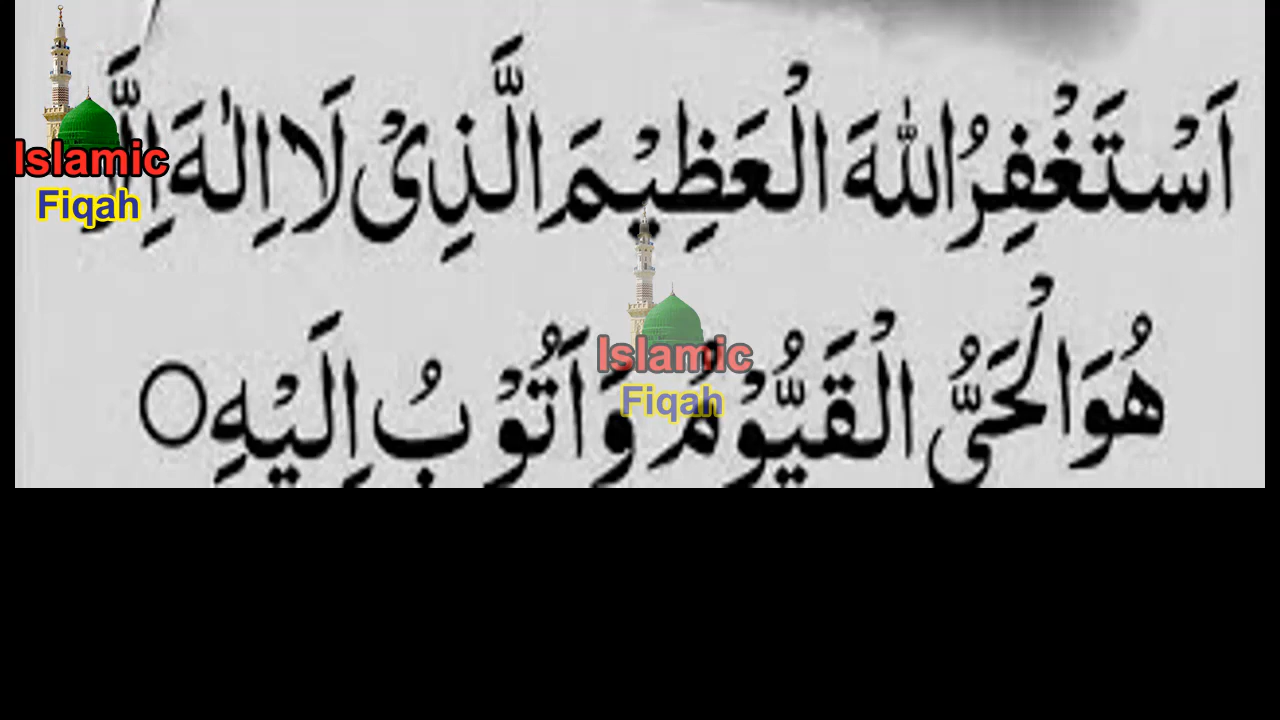 اَسْتَغْفِرُ اللّٰهَ الْعَظِيْمَ الَّذِىْ لَا اِلٰهَ اِلَّا
هُوَ الْحَىُّ الْقَيُّوْمُ وَاَتُوْبُ اِلَيْهِ ○
Islamic
Fiqah
Islamic
Fiqah